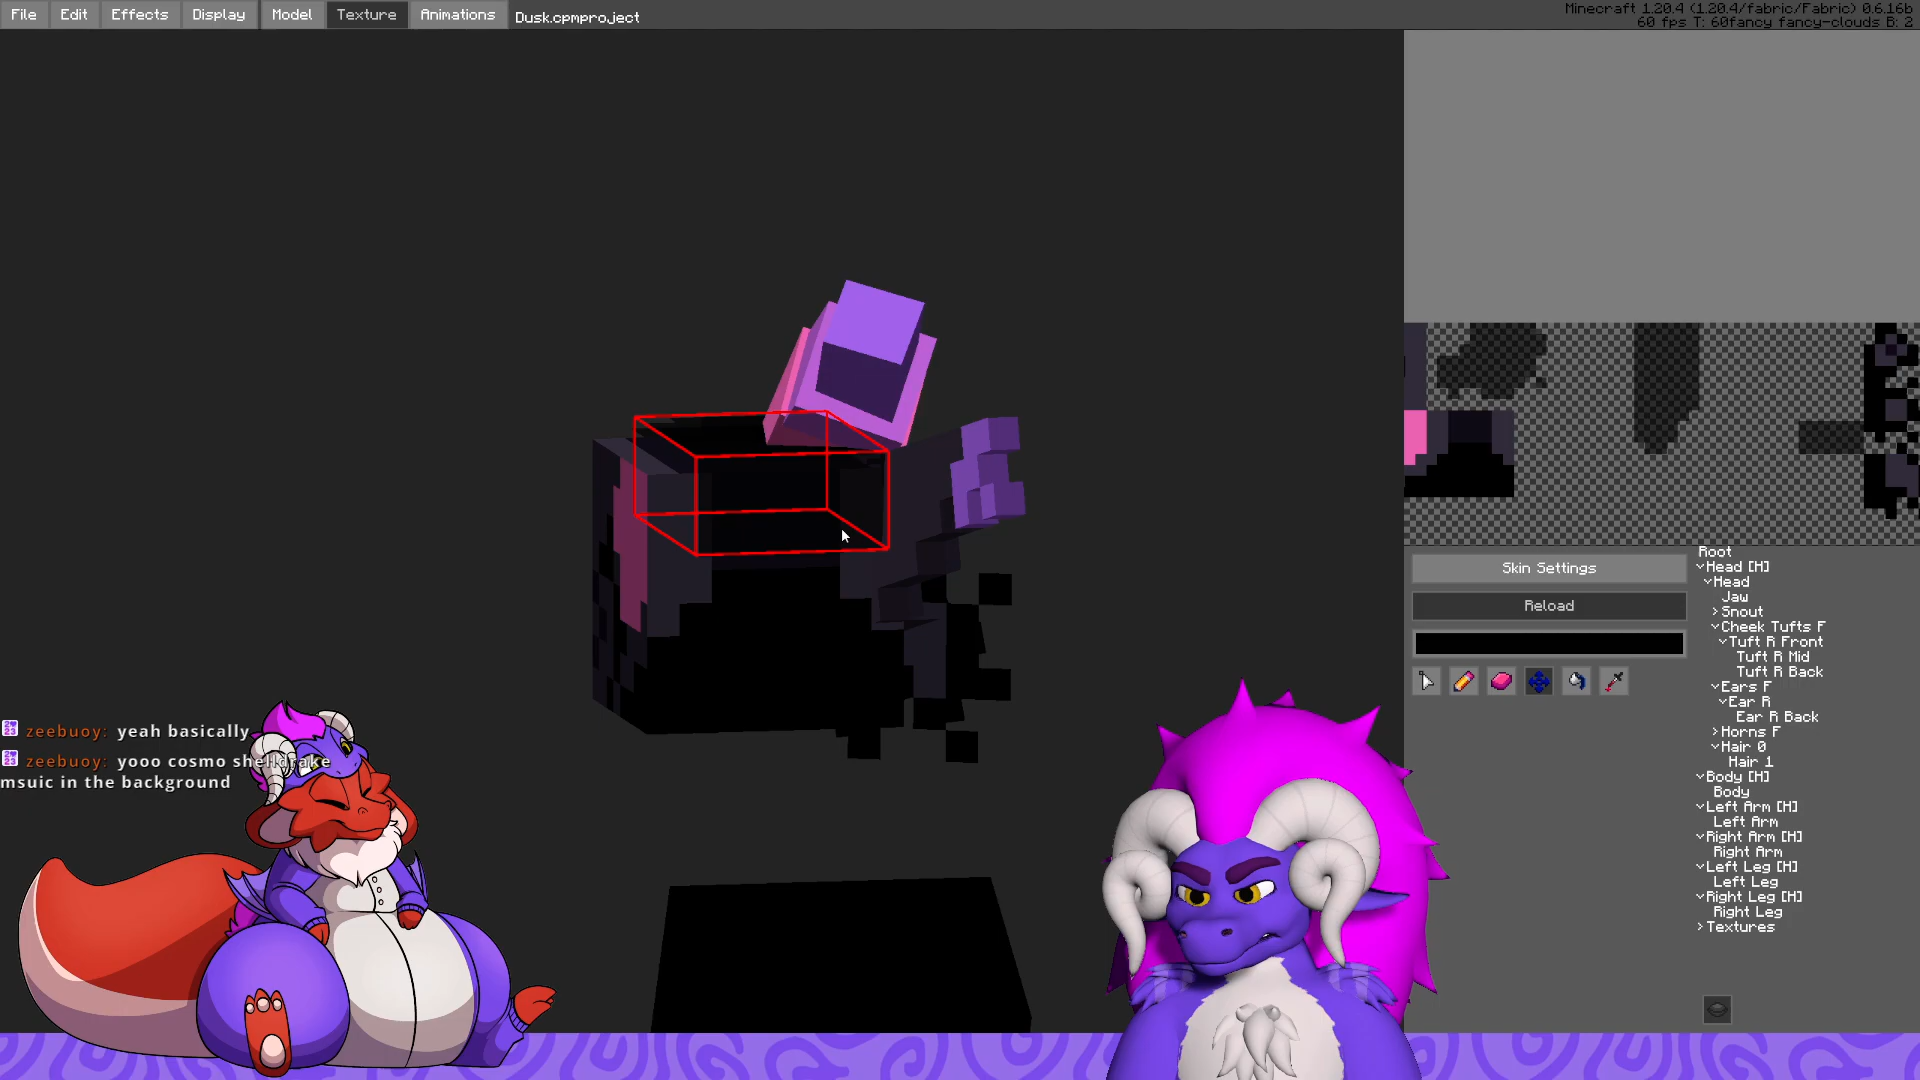 File Edit Effects Display Model Texture Animations Dusk.cpmproject
Minecraft 1.20.4 (1.20.4/fabric/Fabric) 0.6.16b
60 fps T: 60fancy fancy-clouds B: 2
Skin Settings
Reload
Root
Head [H]
Head
Jaw
Snout
Cheek Tufts F
Tuft R Front
Tuft R Mid
Tuft R Back
Ears F
Ear R
Ear R Back
Horns F
Hair 0
Hair 1
Body [H]
Body
Left Arm [H]
Left Arm
Right Arm [H]
Right Arm
Left Leg [H]
Left Leg
Right Leg [H]
Right Leg
Textures
zeebuoy: yeah basically
zeebuoy: yooo cosmo shelldrake
msuic in the background